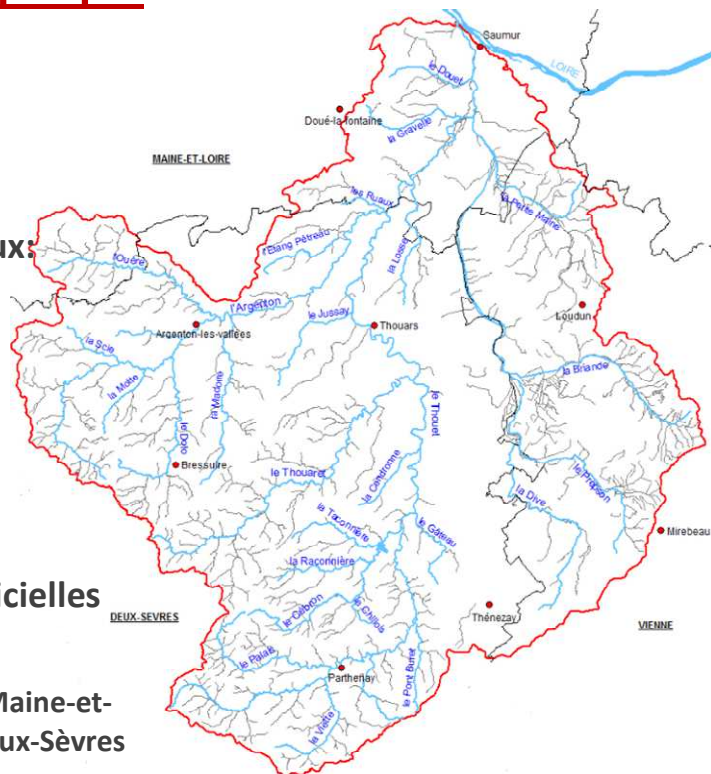 Saumur
LOIRE
le Douet
Doué-la-fontaine
la Gravelle
MAINE-ET-LOIRE
les Ruaux
la Petite Maine
ux:
l'Etang Pétreau
l'Ouère
la Losse
l'Argenton
Loudun
le Jussay
Argenton-les-vallées
Thouars
la Scie
la Briande
la Motte
la Madoire
le Thouet
le Dolo
Bressuire
le Thouaret
la Cendronne
le Prepson
La Dive
la Taconnière
le Gâteau
Mirebeau
la Raconnière
icielles
DEUX-SEVRES
le Cébron
le Chillois
Thénezay
VIENNE
le Palais
Parthenay
le Pont Buret
Maine-et-
la Viette
ux-Sèvres